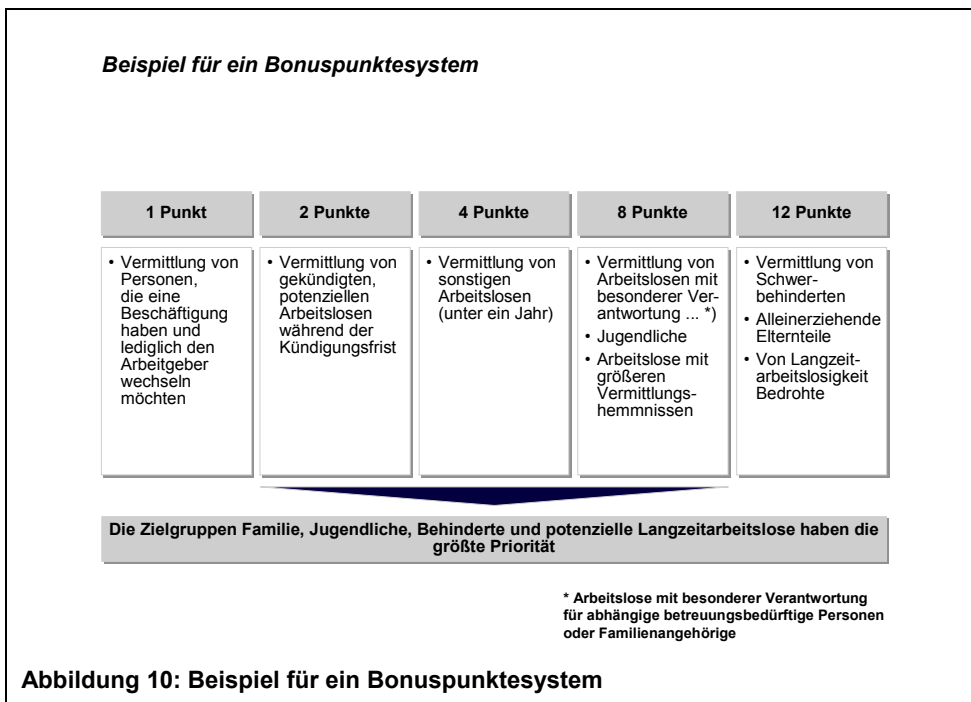 Beispiel für ein Bonuspunktesystem
1 Punkt
• Vermittlung von
Personen,
die eine
Beschäftigung
haben und
lediglich den
Arbeitgeber
wechseln
möchten
2 Punkte
• Vermittlung von
gekündigten,
potenziellen
Arbeitslosen
während der
Kündigungsfrist
4 Punkte
• Vermittlung von
sonstigen
Arbeitslosen
(unter ein Jahr)
8 Punkte
• Vermittlung von
Arbeitslosen mit
besonderer Ver-
antwortung ... *)
• Jugendliche
• Arbeitslose mit
größeren
Vermittlungs-
hemmnissen
12 Punkte
• Vermittlung von
Schwer-
behinderten
• Alleinerziehende
Elternteile
• Von Langzeit-
arbeitslosigkeit
Bedrohte
Die Zielgruppen Familie, Jugendliche, Behinderte und potenzielle Langzeitarbeitslose haben die
größte Priorität
* Arbeitslose mit besonderer Verantwortung
für abhängige betreuungsbedürftige Personen
oder Familienangehörige
Abbildung 10: Beispiel für ein Bonuspunktesystem